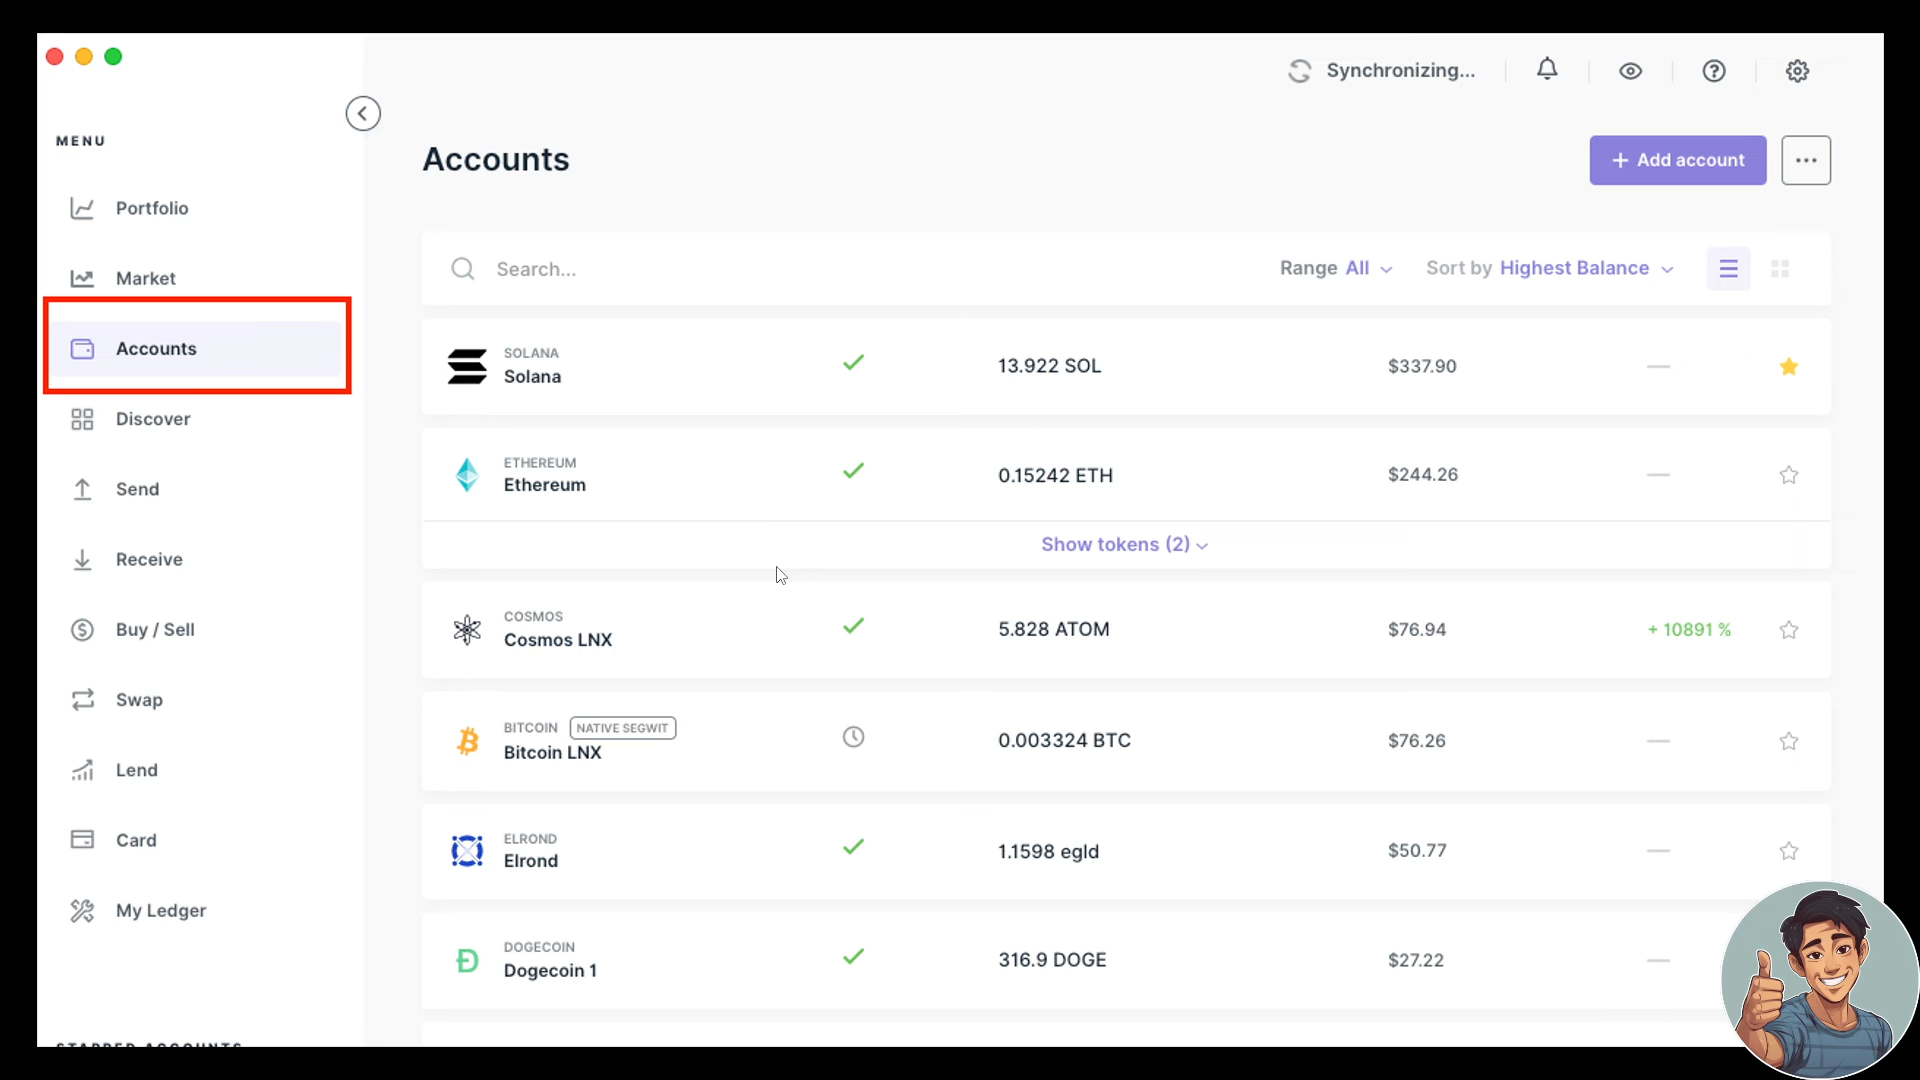 Synchronizing...
MENU
Accounts
+ Add account
Portfolio
Market
Accounts
Discover
Send
Receive
Buy / Sell
Swap
Lend
Card
My Ledger
STARRED ACCOUNTS
Search...
Range All
Sort by Highest Balance
SOLANA
Solana
13.922 SOL
$337.90
—
ETHEREUM
Ethereum
0.15242 ETH
$244.26
—
Show tokens (2)
COSMOS
Cosmos LNX
5.828 ATOM
$76.94
+ 10891 %
BITCOIN NATIVE SEGWIT
Bitcoin LNX
0.003324 BTC
$76.26
—
ELROND
Elrond
1.1598 egld
$50.77
—
DOGECOIN
Dogecoin 1
316.9 DOGE
$27.22
—